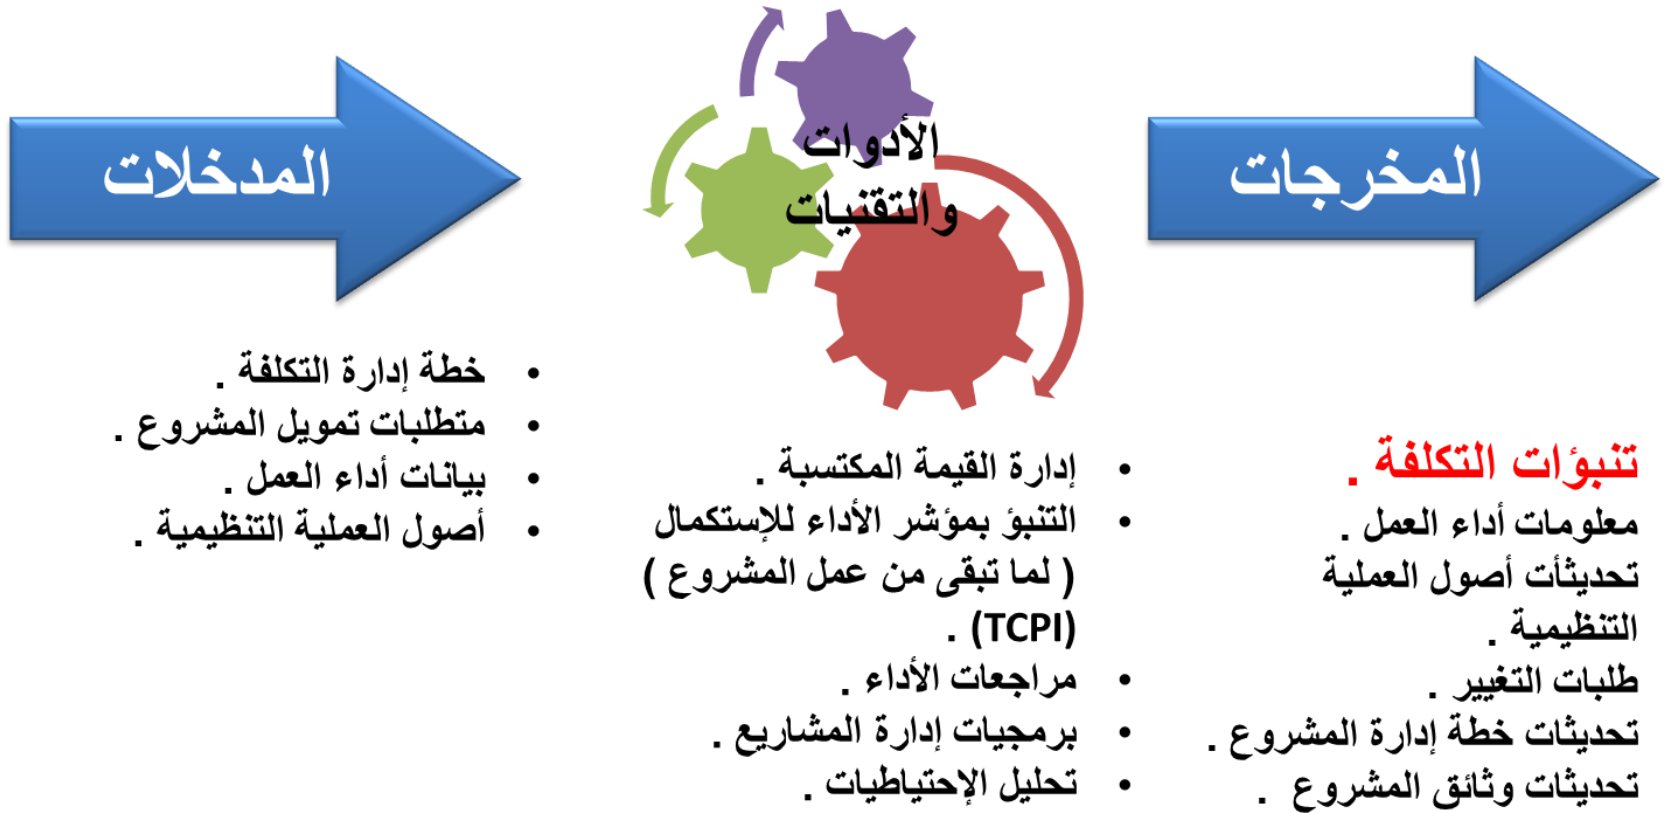 المدخلات
خطة إدارة التكلفة .
متطلبات تمويل المشروع .
بيانات أداء العمل .
أصول العملية التنظيمية .
الأدوات
والتقنيات
إدارة القيمة المكتسبة .
التنبؤ بمؤشر الأداء للإستكمال
( لما تبقى من عمل المشروع )
(TCPI) .
مراجعات الأداء .
برمجيات إدارة المشاريع .
تحليل الإحتياطيات .
المخرجات
تنبؤات التكلفة .
معلومات أداء العمل .
تحديثأت أصول العملية
التنظيمية .
طلبات التغيير .
تحديثات خطة إدارة المشروع .
تحديثات وثائق المشروع .